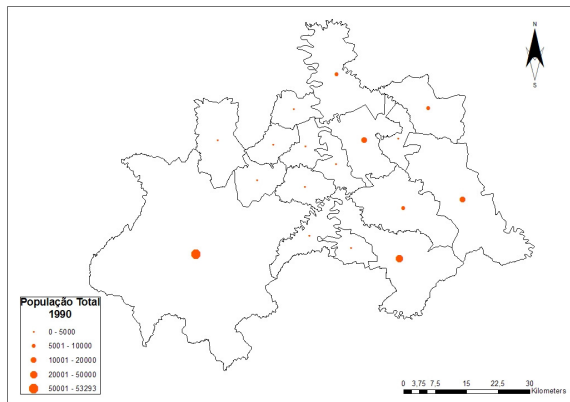 N
S
População Total
1990
0 - 5000
5001 - 10000
10001 - 20000
20001 - 50000
50001 - 53293
0 3,75 7,5 15 22,5 30
Kilometers